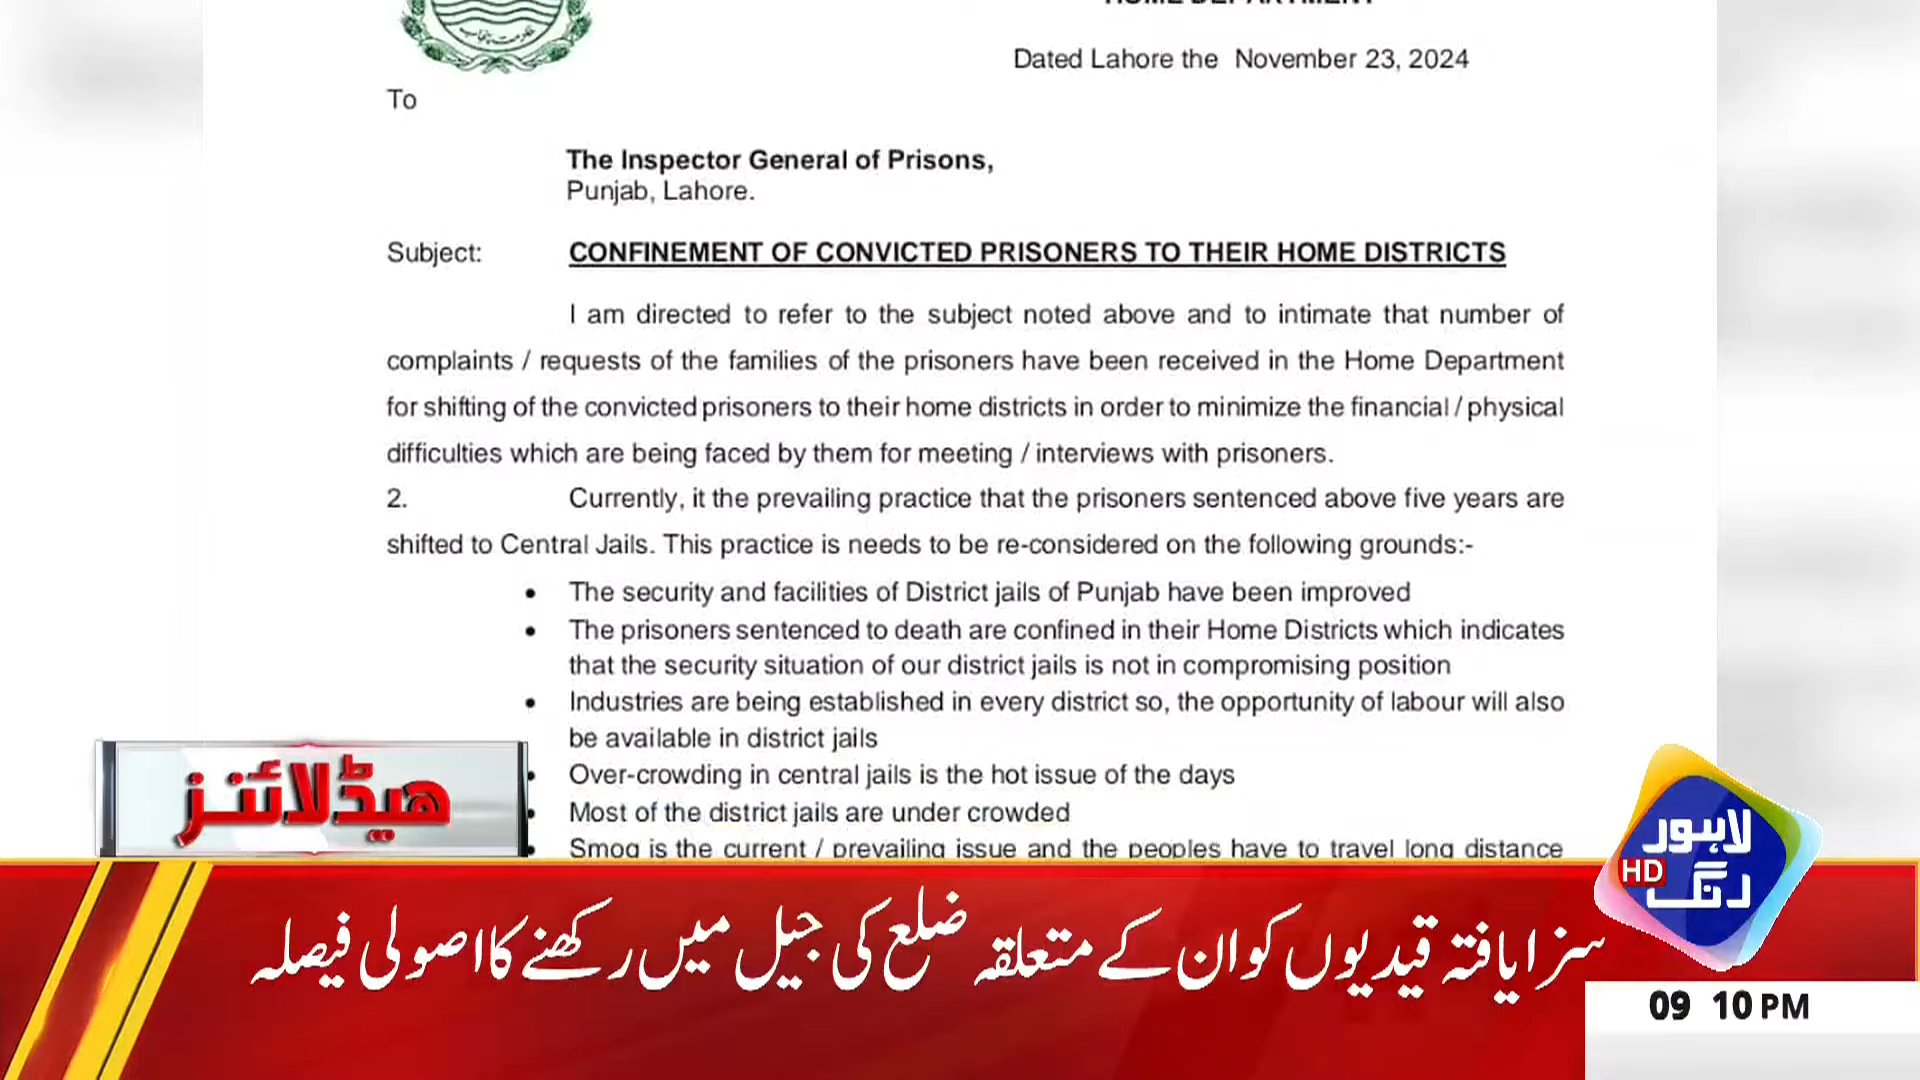 HOME DEPARTMENT
حکومت پنجاب
Dated Lahore the November 23, 2024
To
The Inspector General of Prisons,
Punjab, Lahore.
Subject: CONFINEMENT OF CONVICTED PRISONERS TO THEIR HOME DISTRICTS
I am directed to refer to the subject noted above and to intimate that number of
complaints / requests of the families of the prisoners have been received in the Home Department
for shifting of the convicted prisoners to their home districts in order to minimize the financial / physical
difficulties which are being faced by them for meeting / interviews with prisoners.
2. Currently, it the prevailing practice that the prisoners sentenced above five years are
shifted to Central Jails. This practice is needs to be re-considered on the following grounds:-
• The security and facilities of District jails of Punjab have been improved
• The prisoners sentenced to death are confined in their Home Districts which indicates
that the security situation of our district jails is not in compromising position
• Industries are being established in every district so, the opportunity of labour will also
be available in district jails
• Over-crowding in central jails is the hot issue of the days
• Most of the district jails are under crowded
• Smog is the current / prevailing issue and the peoples have to travel long distance
ہیڈلائنز
لاہور
HD
رنگ
سزایافتہ قیدیوں کو ان کے متعلقہ ضلع کی جیل میں رکھنے کا اصولی فیصلہ
09 10 PM